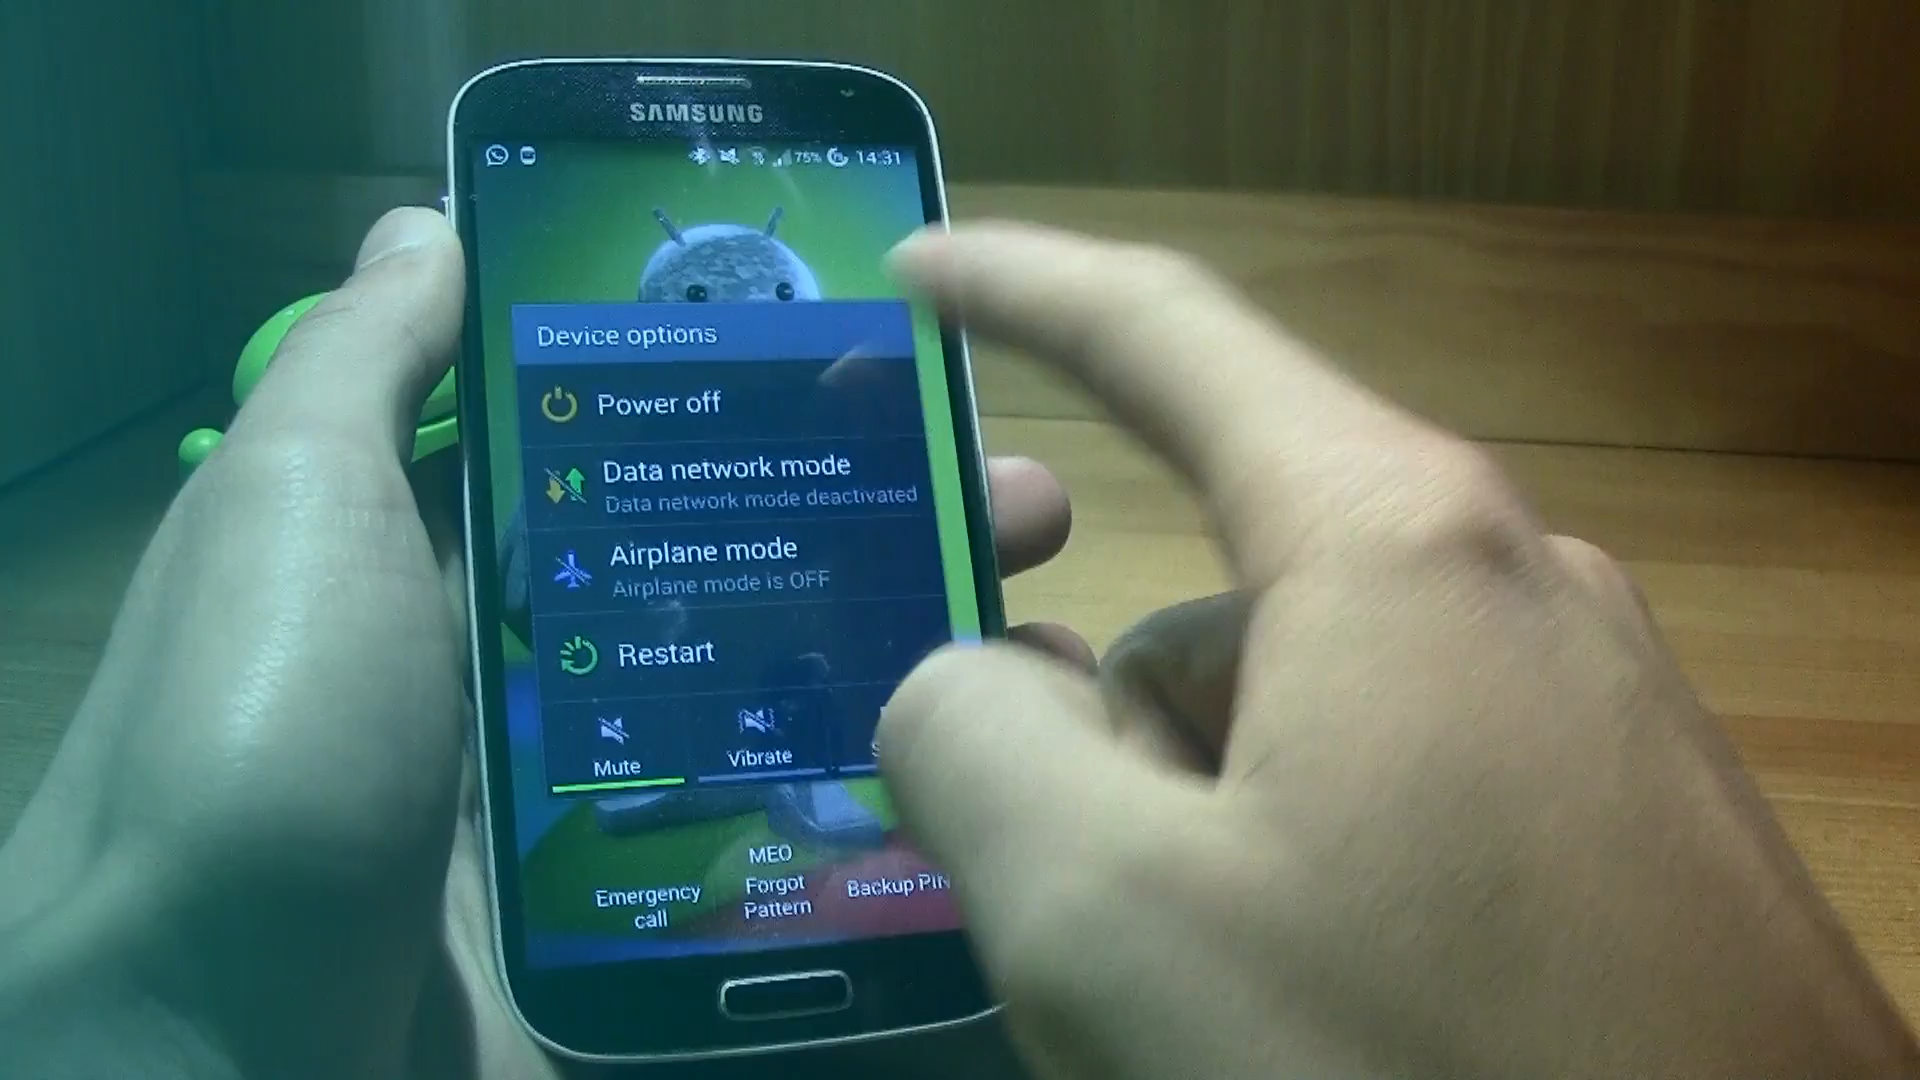 SAMSUNG
75% 14:31
Device options
Power off
Data network mode
Data network mode deactivated
Airplane mode
Airplane mode is OFF
Restart
Mute Vibrate
MEO
Emergency call
Forgot Pattern
Backup PIN